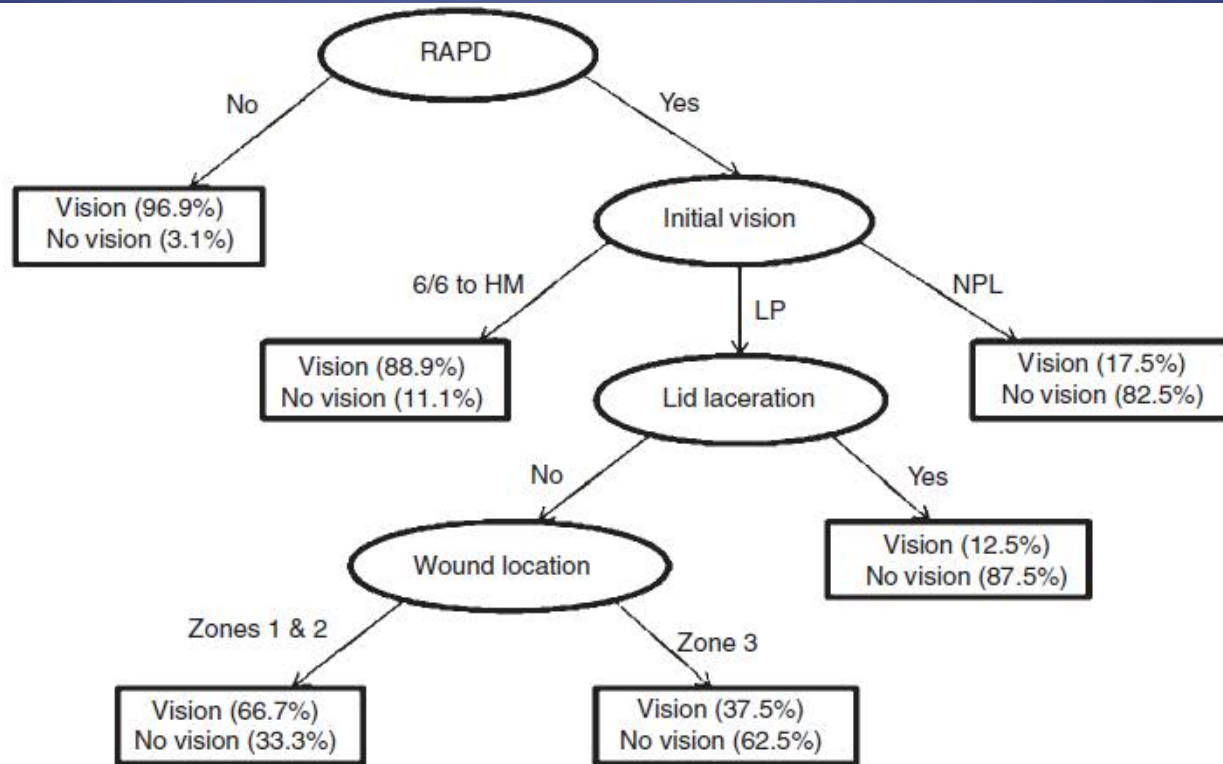 RAPD
No
Yes
Vision (96.9%)
No vision (3.1%)
Initial vision
6/6 to HM
LP
NPL
Vision (88.9%)
No vision (11.1%)
Lid laceration
Vision (17.5%)
No vision (82.5%)
No
Yes
Wound location
Vision (12.5%)
No vision (87.5%)
Zones 1 & 2
Zone 3
Vision (66.7%)
No vision (33.3%)
Vision (37.5%)
No vision (62.5%)